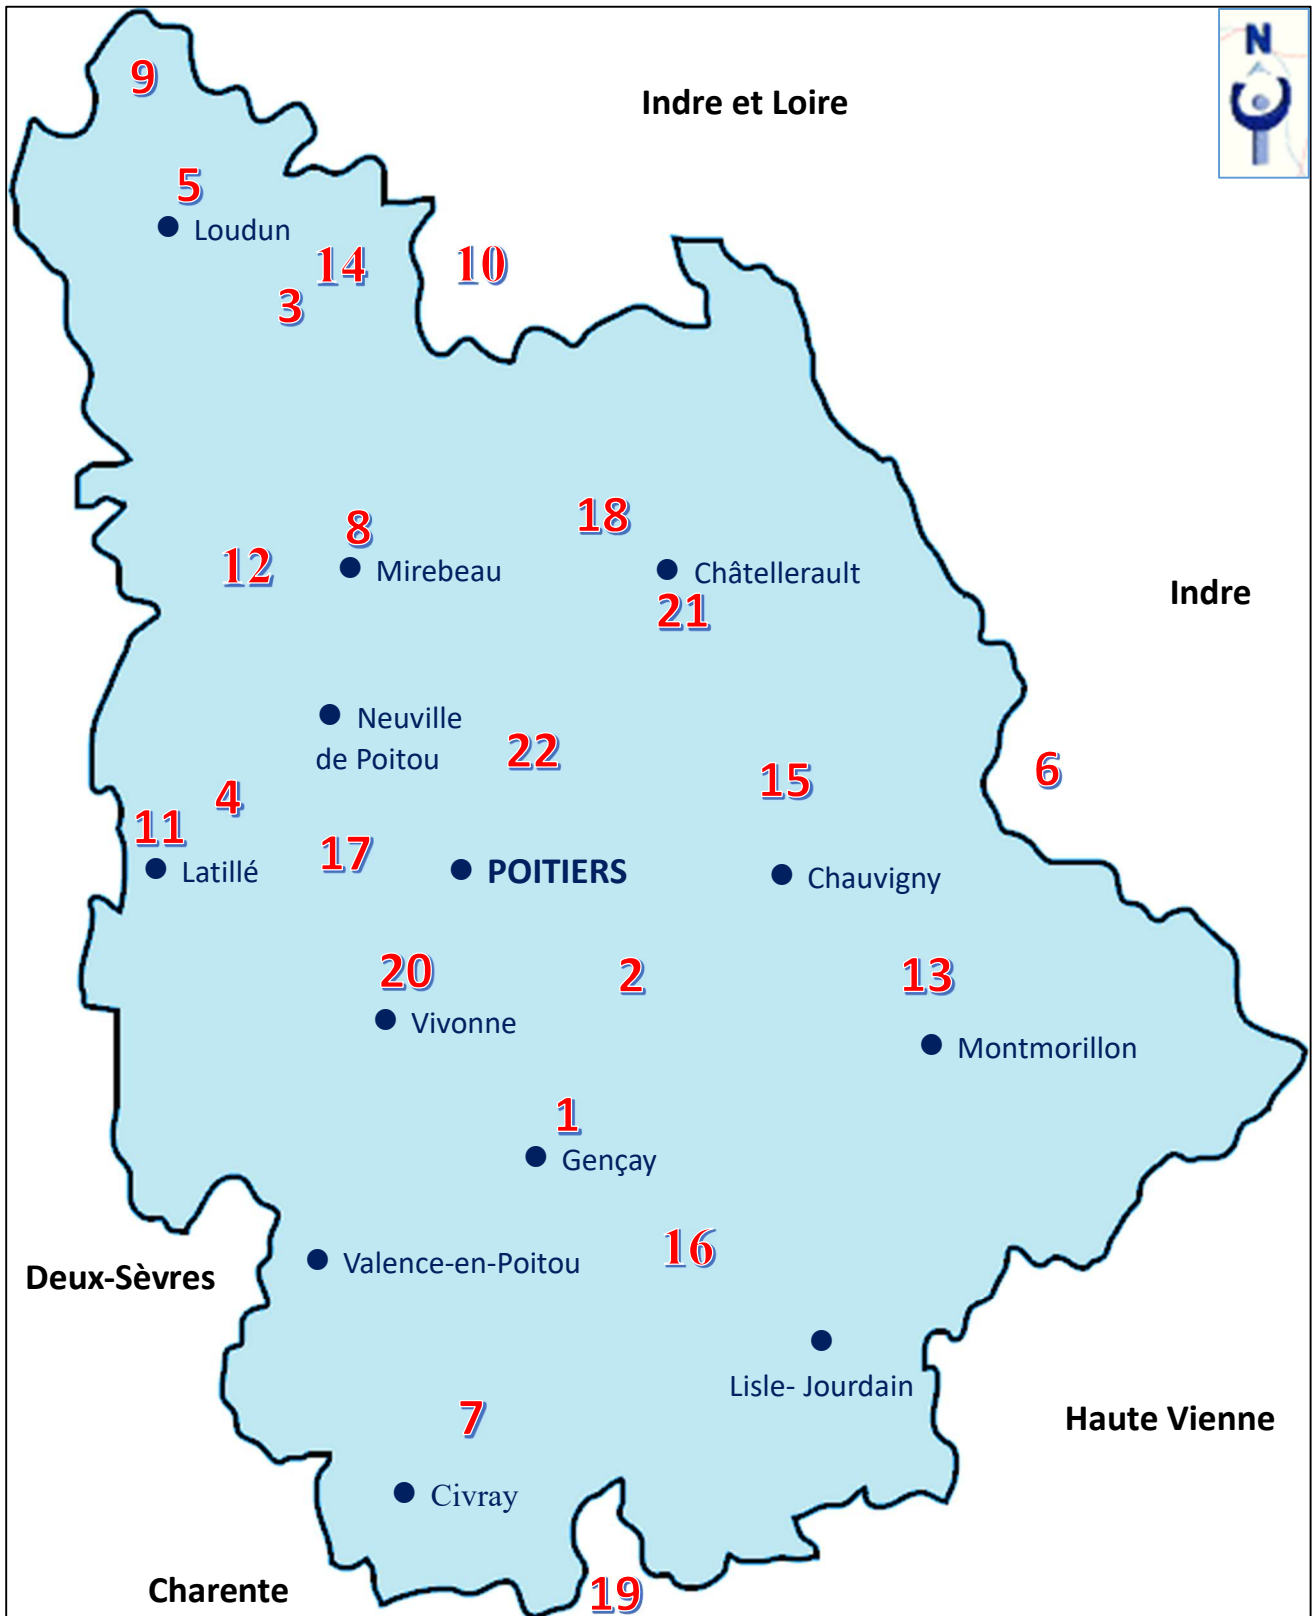 N
9
Indre et Loire
5
Loudun
14
10
3
8
18
12
Mirebeau
Châtellerault
Indre
21
Neuville
de Poitou
22
15
6
4
11
17
Latillé
POITIERS
Chauvigny
20
2
13
Vivonne
Montmorillon
1
Gençay
16
Valence-en-Poitou
Deux-Sèvres
Lisle- Jourdain
7
Haute Vienne
Civray
Charente
19